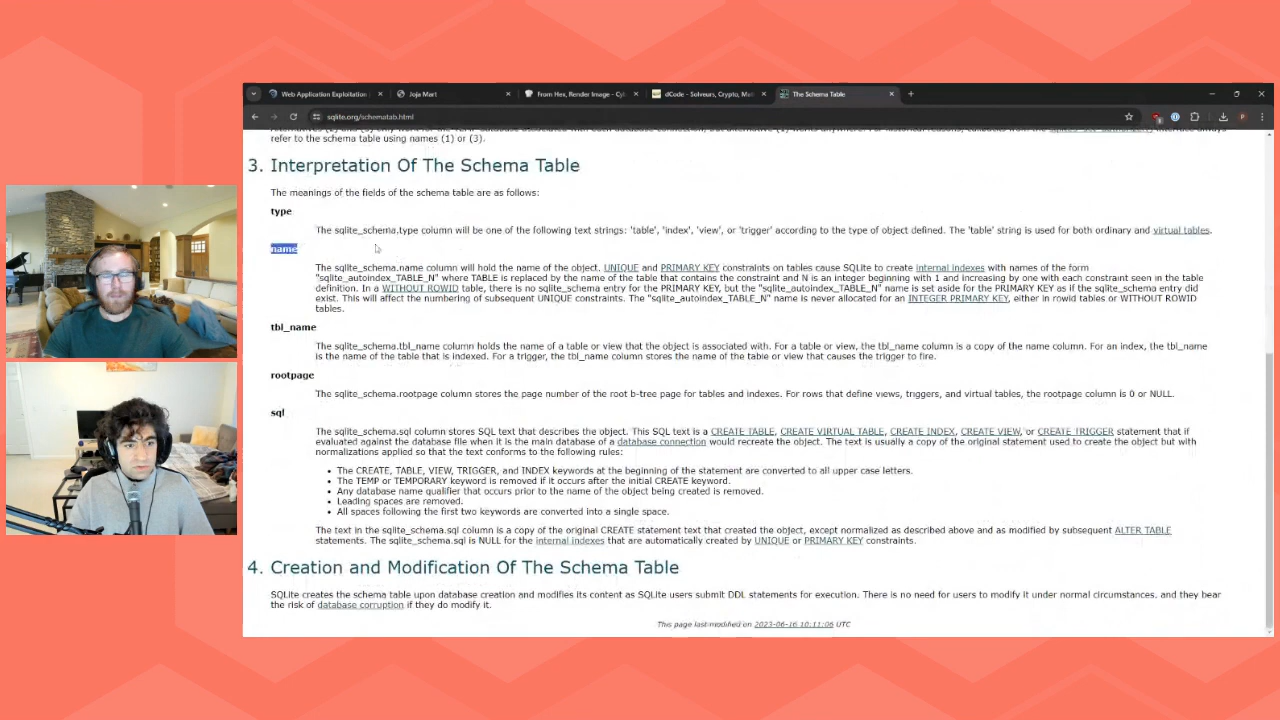 Web Application Exploitation
Joja Mart
From Hex, Render Image - Cyb
dCode - Solveurs, Crypto, Mat
The Schema Table
sqlite.org/schematab.html
refer to the schema table using names (1) or (3).
3. Interpretation Of The Schema Table
The meanings of the fields of the schema table are as follows:
type
The sqlite_schema.type column will be one of the following text strings: 'table', 'index', 'view', or 'trigger' according to the type of object defined. The 'table' string is used for both ordinary and virtual tables.
name
The sqlite_schema.name column will hold the name of the object. UNIQUE and PRIMARY KEY constraints on tables cause SQLite to create internal indexes with names of the form
"sqlite_autoindex_TABLE_N" where TABLE is replaced by the name of the table that contains the constraint and N is an integer beginning with 1 and increasing by one with each constraint seen in the table
definition. In a WITHOUT ROWID table, there is no sqlite_schema entry for the PRIMARY KEY, but the "sqlite_autoindex_TABLE_N" name is set aside for the PRIMARY KEY as if the sqlite_schema entry did
exist. This will affect the numbering of subsequent UNIQUE constraints. The "sqlite_autoindex_TABLE_N" name is never allocated for an INTEGER PRIMARY KEY, either in rowid tables or WITHOUT ROWID
tables.
tbl_name
The sqlite_schema.tbl_name column holds the name of a table or view that the object is associated with. For a table or view, the tbl_name column is a copy of the name column. For an index, the tbl_name
is the name of the table that is indexed. For a trigger, the tbl_name column stores the name of the table or view that causes the trigger to fire.
rootpage
The sqlite_schema.rootpage column stores the page number of the root b-tree page for tables and indexes. For rows that define views, triggers, and virtual tables, the rootpage column is 0 or NULL.
sql
The sqlite_schema.sql column stores SQL text that describes the object. This SQL text is a CREATE TABLE, CREATE VIRTUAL TABLE, CREATE INDEX, CREATE VIEW, or CREATE TRIGGER statement that if
evaluated against the database file when it is the main database of a database connection would recreate the object. The text is usually a copy of the original statement used to create the object but with
normalizations applied so that the text conforms to the following rules:
• The CREATE, TABLE, VIEW, TRIGGER, and INDEX keywords at the beginning of the statement are converted to all upper case letters.
• The TEMP or TEMPORARY keyword is removed if it occurs after the initial CREATE keyword.
• Any database name qualifier that occurs prior to the name of the object being created is removed.
• Leading spaces are removed.
• All spaces following the first two keywords are converted into a single space.
The text in the sqlite_schema.sql column is a copy of the original CREATE statement text that created the object, except normalized as described above and as modified by subsequent ALTER TABLE
statements. The sqlite_schema.sql is NULL for the internal indexes that are automatically created by UNIQUE or PRIMARY KEY constraints.
4. Creation and Modification Of The Schema Table
SQLite creates the schema table upon database creation and modifies its content as SQLite users submit DDL statements for execution. There is no need for users to modify it under normal circumstances, and they bear
the risk of database corruption if they do modify it.
This page last modified on 2023-06-16 10:11:06 UTC